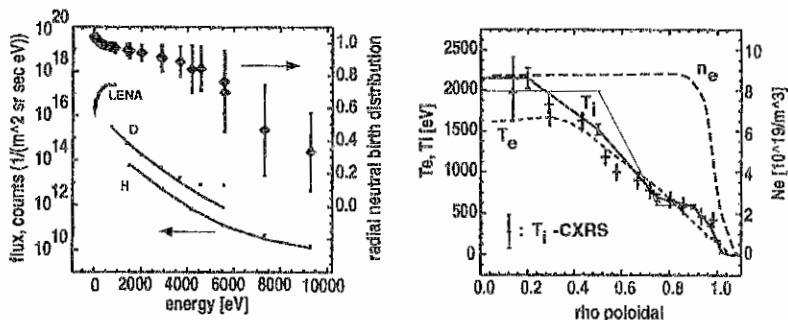 flux, counts (1/(m^2 sr sec eV))
10^20
10^18
10^16
10^14
10^12
10^10
LENA
D
H
0 2000 4000 6000 8000 10000
energy [eV]
1.0
0.8
0.6
0.4
0.2
0.0
radial neutral birth distribution
Te, Ti [eV]
2500
2000
1500
1000
500
0
n_e
T_i
T_e
: T_i -CXRS
0.0 0.2 0.4 0.6 0.8 1.0
rho poloidal
10
8
6
4
2
0
Ne [10^19/m^3]